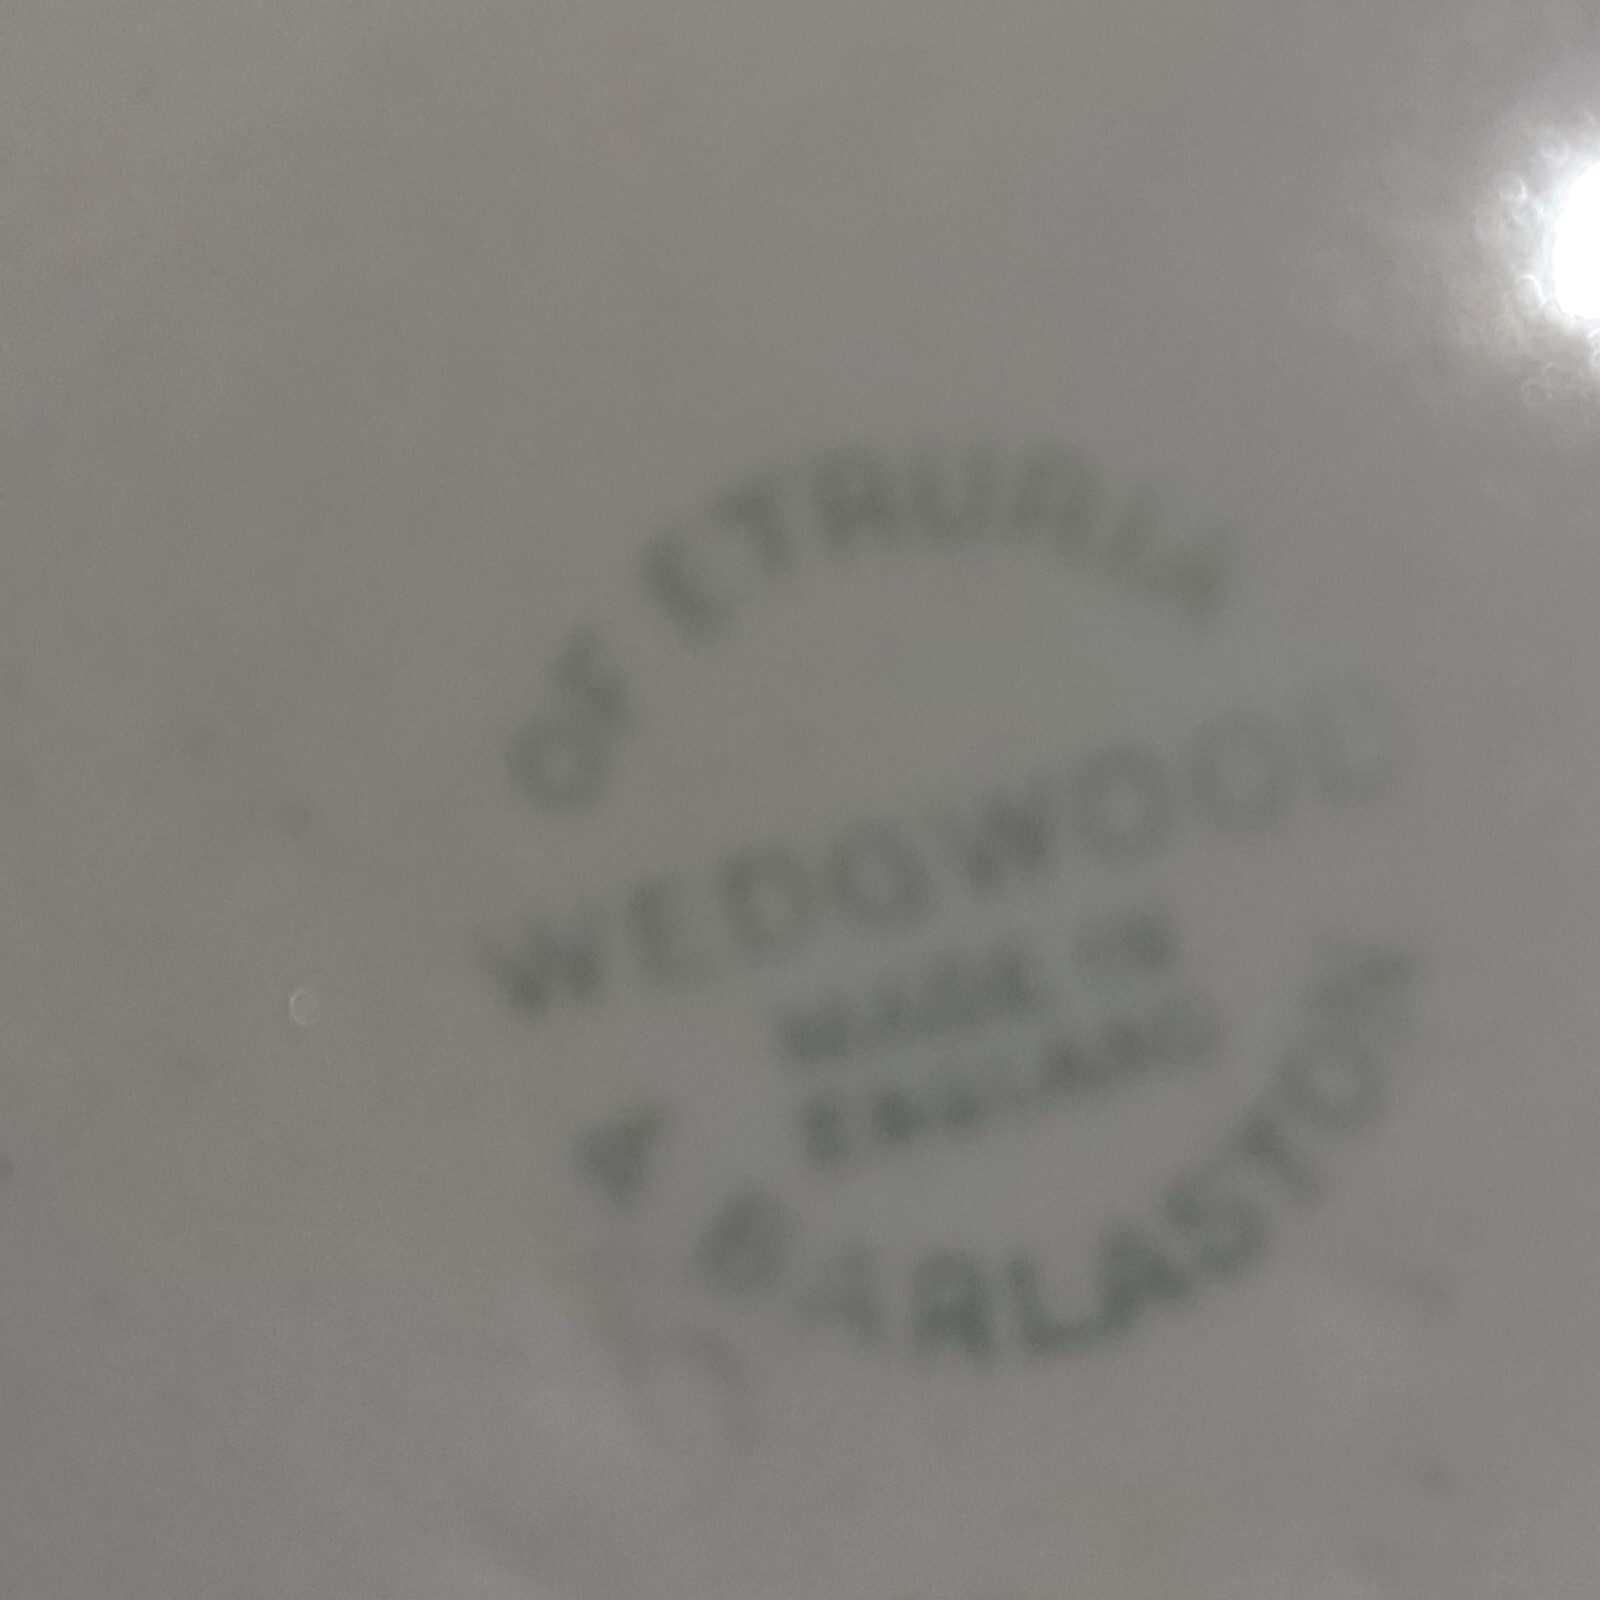 OF ETRURIA
WEDGWOOD
MADE IN
ENGLAND
& BARLASTON